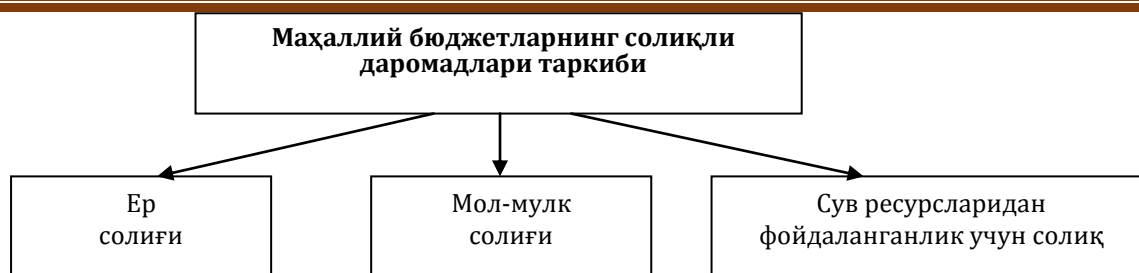 Маҳаллий бюджетларнинг солиқли
даромадлари таркиби
Ер
солиғи
Мол-мулк
солиғи
Сув ресурсларидан
фойдаланганлик учун солиқ